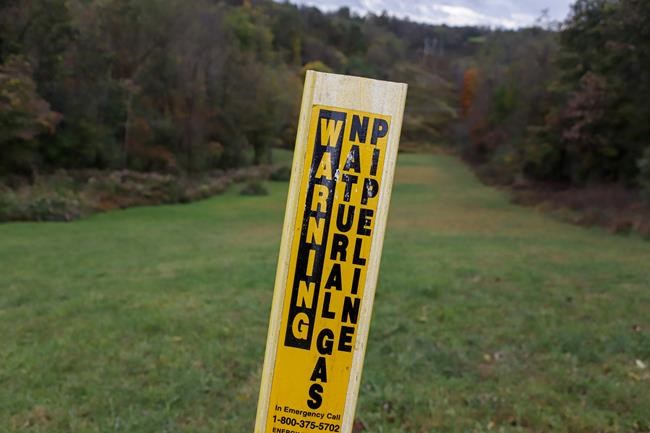 WARNING
NATURAL GAS
PIPELINE
In Emergency Call
1-800-375-5702